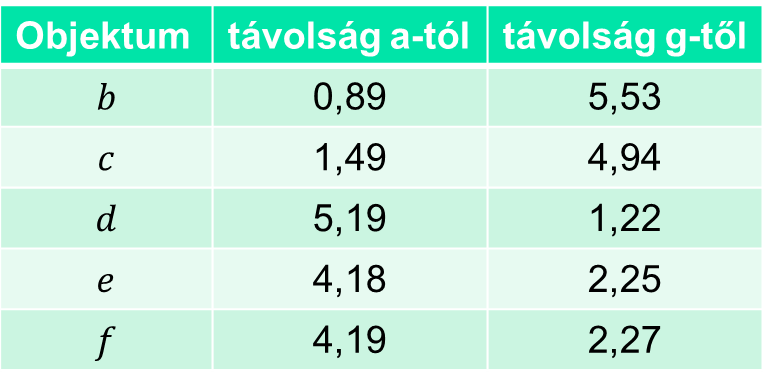 Objektum távolság a-tól távolság g-től
b 0,89 5,53
c 1,49 4,94
d 5,19 1,22
e 4,18 2,25
f 4,19 2,27